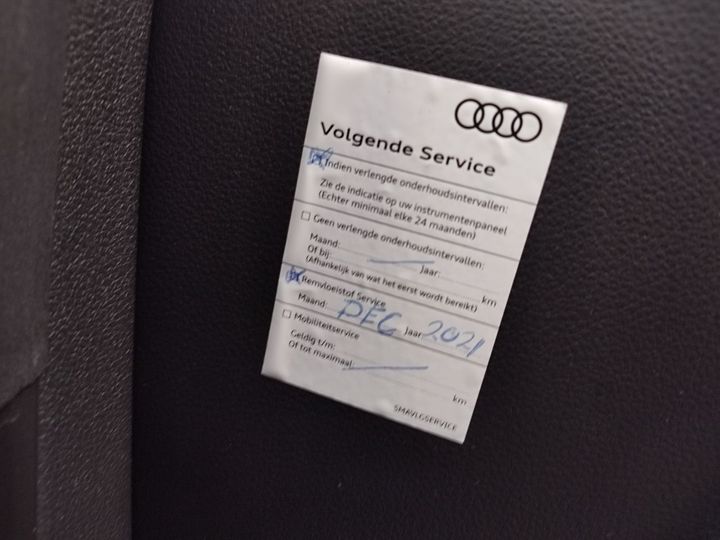 Volgende Service
Indien verlengde onderhoudsintervallen:
Zie de indicatie op uw instrumentenpaneel
(Echter minimaal elke 24 maanden)
Geen verlengde onderhoudsintervallen:
Maand: Jaar:
Of bij: km
(Afhankelijk van wat het eerst wordt bereikt)
Remvloeistof Service
Maand: DEC Jaar: 2021
Mobiliteitservice
Geldig t/m:
Of tot maximaal: km
SMAVLGSERVICE